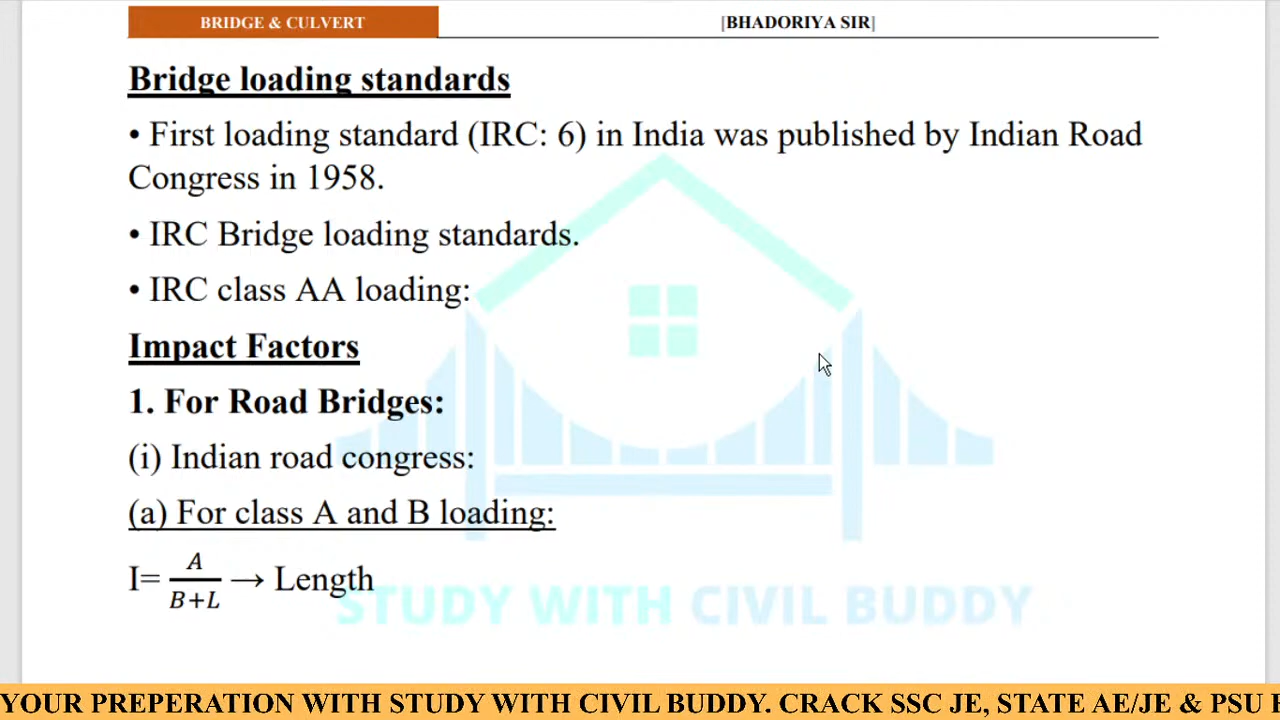 BRIDGE & CULVERT
[BHADORIYA SIR]
Bridge loading standards
• First loading standard (IRC: 6) in India was published by Indian Road
Congress in 1958.
• IRC Bridge loading standards.
• IRC class AA loading:
Impact Factors
1. For Road Bridges:
(i) Indian road congress:
(a) For class A and B loading:
I= A/(B+L) → Length
STUDY WITH CIVIL BUDDY
YOUR PREPERATION WITH STUDY WITH CIVIL BUDDY. CRACK SSC JE, STATE AE/JE & PSU